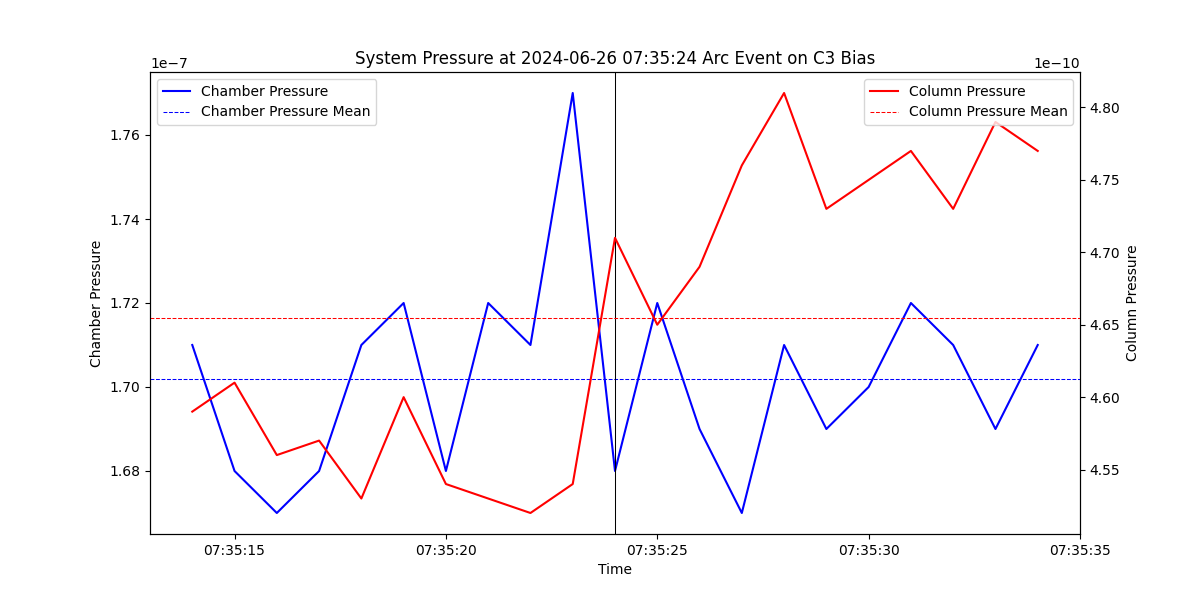 System Pressure at 2024-06-26 07:35:24 Arc Event on C3 Bias
1e−7
1e−10
Chamber Pressure
Chamber Pressure Mean
Column Pressure
Column Pressure Mean
1.76
1.74
1.72
1.70
1.68
Chamber Pressure
4.80
4.75
4.70
4.65
4.60
4.55
Column Pressure
07:35:15
07:35:20
07:35:25
07:35:30
07:35:35
Time